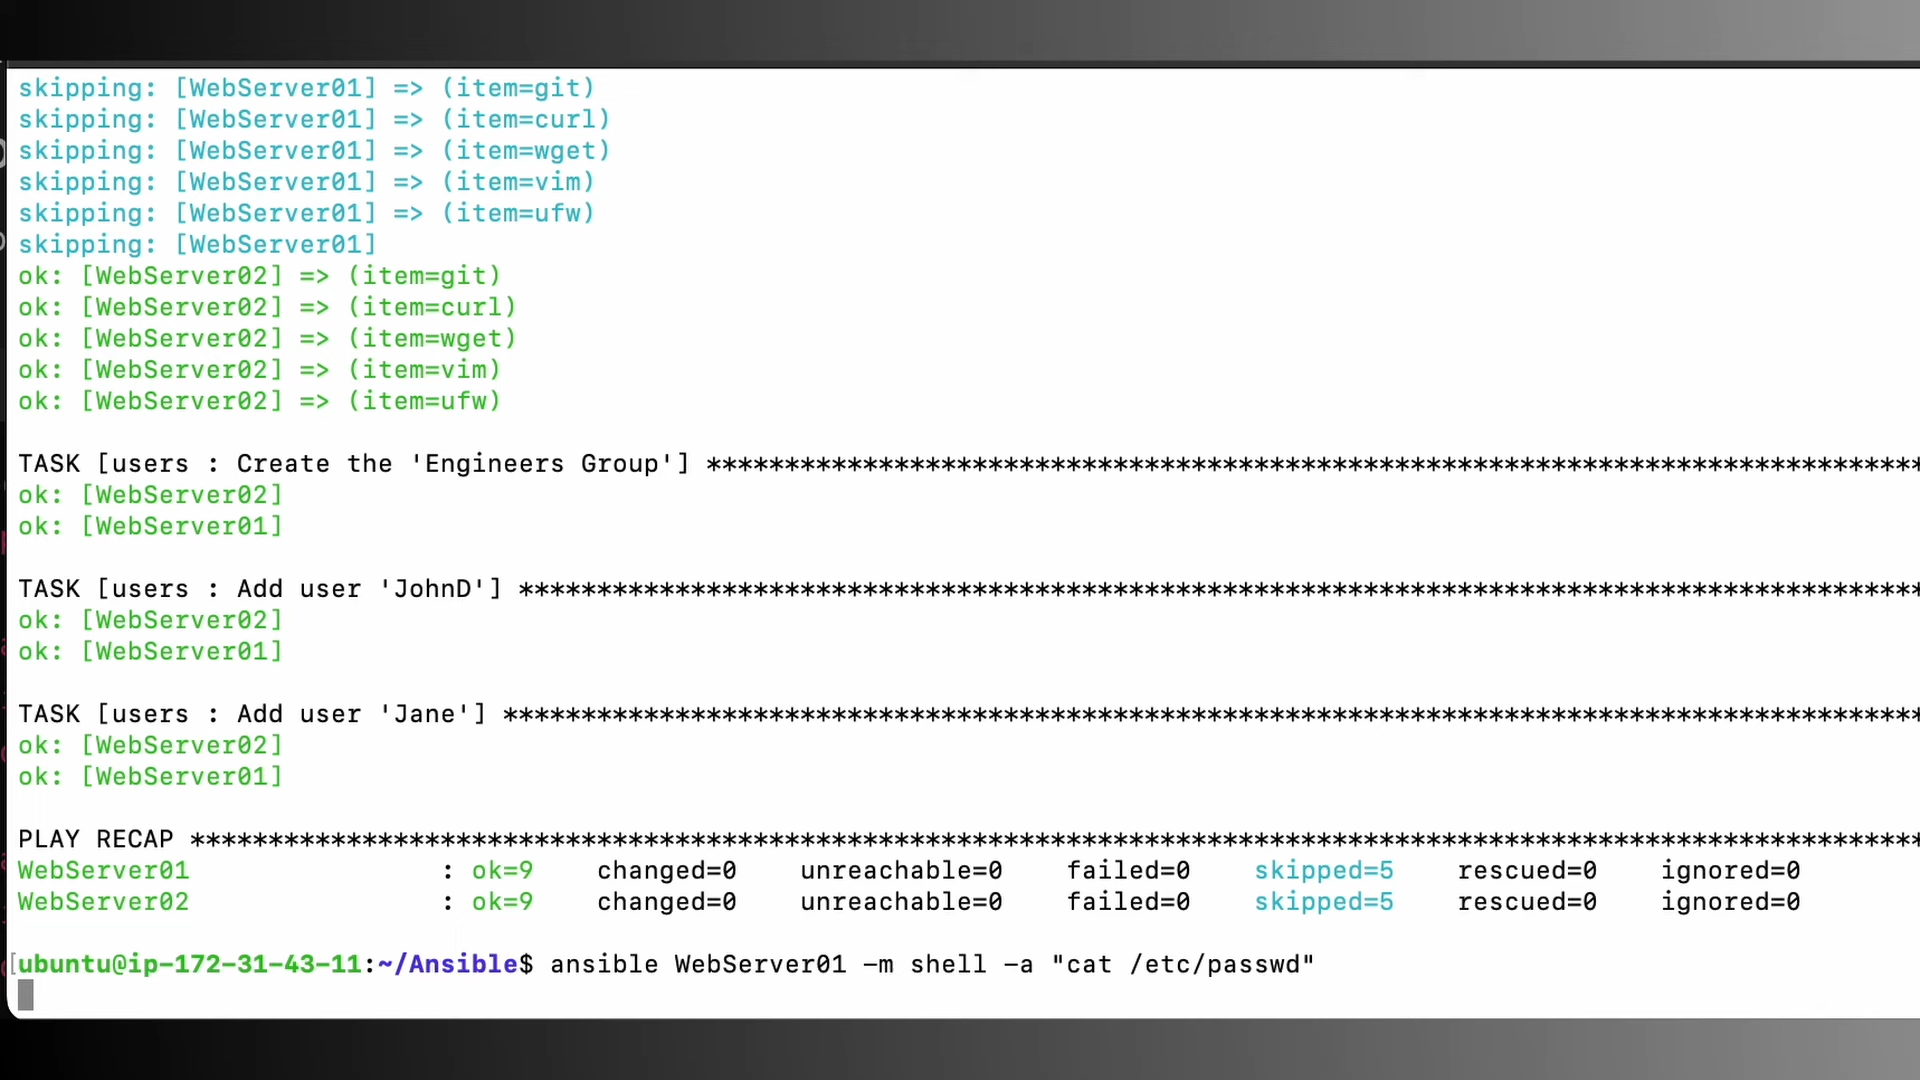 skipping: [WebServer01] => (item=git)
skipping: [WebServer01] => (item=curl)
skipping: [WebServer01] => (item=wget)
skipping: [WebServer01] => (item=vim)
skipping: [WebServer01] => (item=ufw)
skipping: [WebServer01]
ok: [WebServer02] => (item=git)
ok: [WebServer02] => (item=curl)
ok: [WebServer02] => (item=wget)
ok: [WebServer02] => (item=vim)
ok: [WebServer02] => (item=ufw)
TASK [users : Create the 'Engineers Group'] ******************************************************************************
ok: [WebServer02]
ok: [WebServer01]
TASK [users : Add user 'JohnD'] ******************************************************************************************
ok: [WebServer02]
ok: [WebServer01]
TASK [users : Add user 'Jane'] *******************************************************************************************
ok: [WebServer02]
ok: [WebServer01]
PLAY RECAP ***************************************************************************************************************
WebServer01 : ok=9 changed=0 unreachable=0 failed=0 skipped=5 rescued=0 ignored=0
WebServer02 : ok=9 changed=0 unreachable=0 failed=0 skipped=5 rescued=0 ignored=0
[ubuntu@ip-172-31-43-11:~/Ansible$ ansible WebServer01 -m shell -a "cat /etc/passwd"